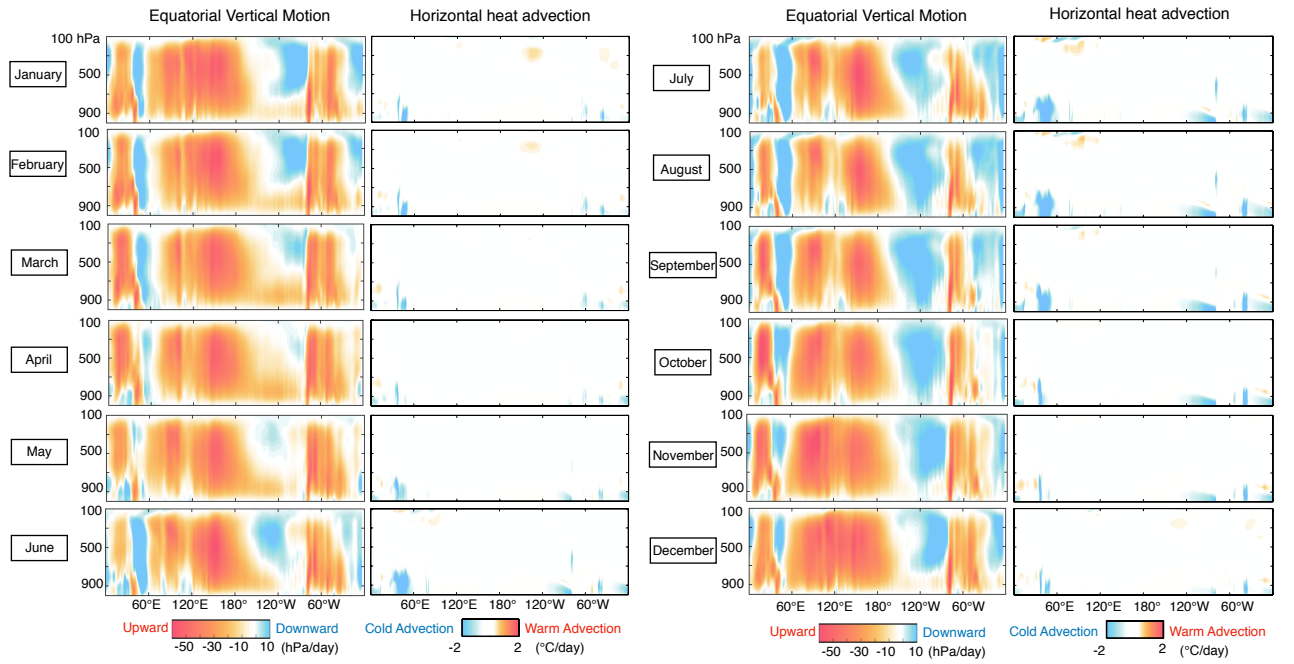 Equatorial Vertical Motion
Horizontal heat advection
100 hPa
500
900
January
100
500
900
February
100
500
900
March
100
500
900
April
100
500
900
May
100
500
900
June
60°E 120°E 180° 120°W 60°W
60°E 120°E 180° 120°W 60°W
Upward
Downward
-50 -30 -10 10 (hPa/day)
Cold Advection
Warm Advection
-2 2 (°C/day)
Equatorial Vertical Motion
Horizontal heat advection
100 hPa
500
900
July
100
500
900
August
100
500
900
September
100
500
900
October
100
500
900
November
100
500
900
December
60°E 120°E 180° 120°W 60°W
60°E 120°E 180° 120°W 60°W
Upward
Downward
-50 -30 -10 10 (hPa/day)
Cold Advection
Warm Advection
-2 2 (°C/day)